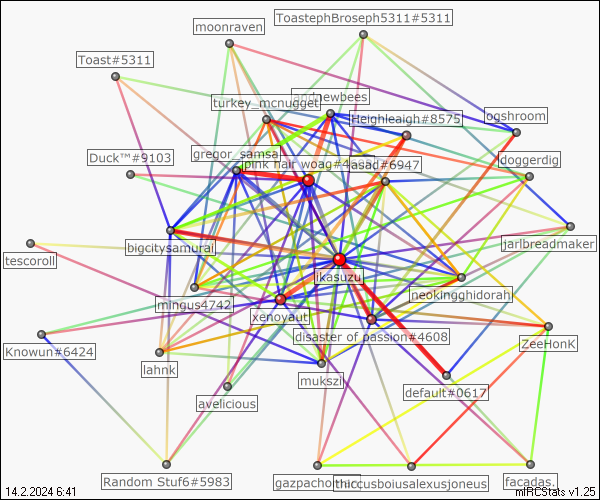 ToastephBroseph5311#5311
moonraven
Toast#5311
andrewbees
turkey_mcnugget
ogshroom
Heighleaigh#8575
Duck™#9103
gregor_samsa
pink hair woag#4
asad#6947
doggerdig
bigcitysamurai
jarlbreadmaker
tescoroll
ikasuzu
mingus4742
neokingghidorah
xenoyaut
disaster of passion#4608
Knowun#6424
ZeeHonK
lahnk
mukszi
default#0617
avelicious
Random Stuf6#5983
gazpacho
thiccusboiusalexusjoneus
facadas.
14.2.2024 6:41
mIRCStats v1.25